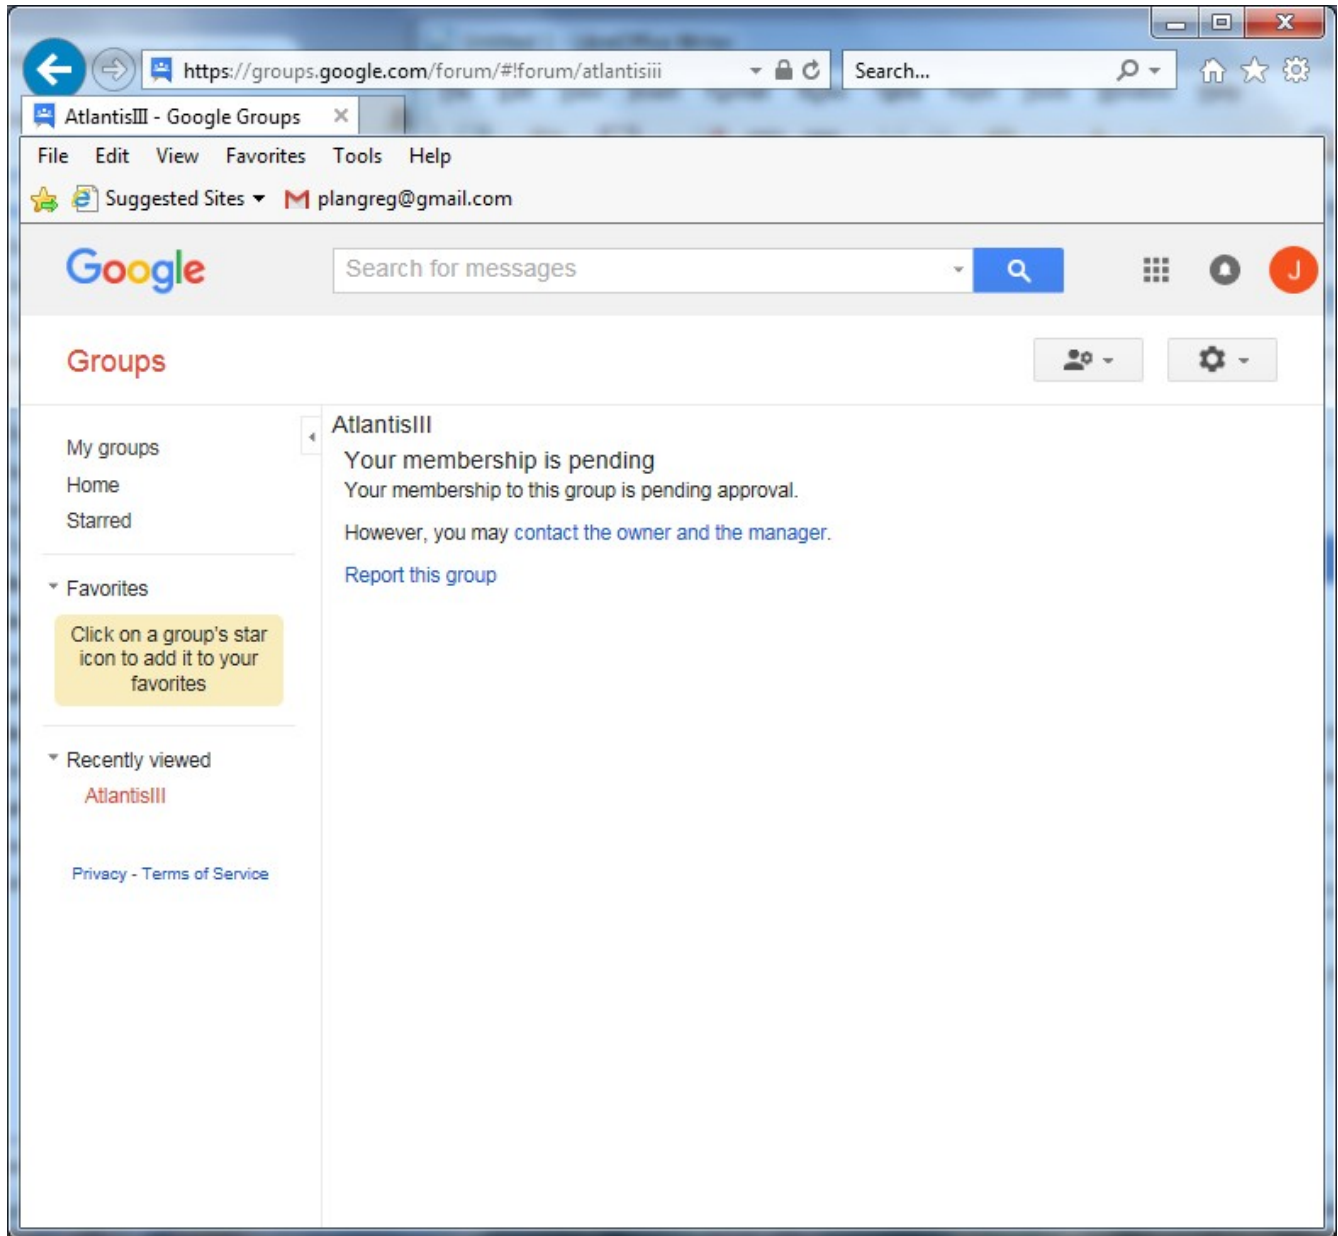 https://groups.google.com/forum/#!forum/atlantisiii
Search...
AtlantisⅢ - Google Groups
File Edit View Favorites Tools Help
Suggested Sites
plangreg@gmail.com
Google
Search for messages
J
Groups
My groups
Home
Starred
Favorites
Click on a group's star
icon to add it to your
favorites
Recently viewed
AtlantisIII
Privacy - Terms of Service
AtlantisIII
Your membership is pending
Your membership to this group is pending approval.
However, you may contact the owner and the manager.
Report this group